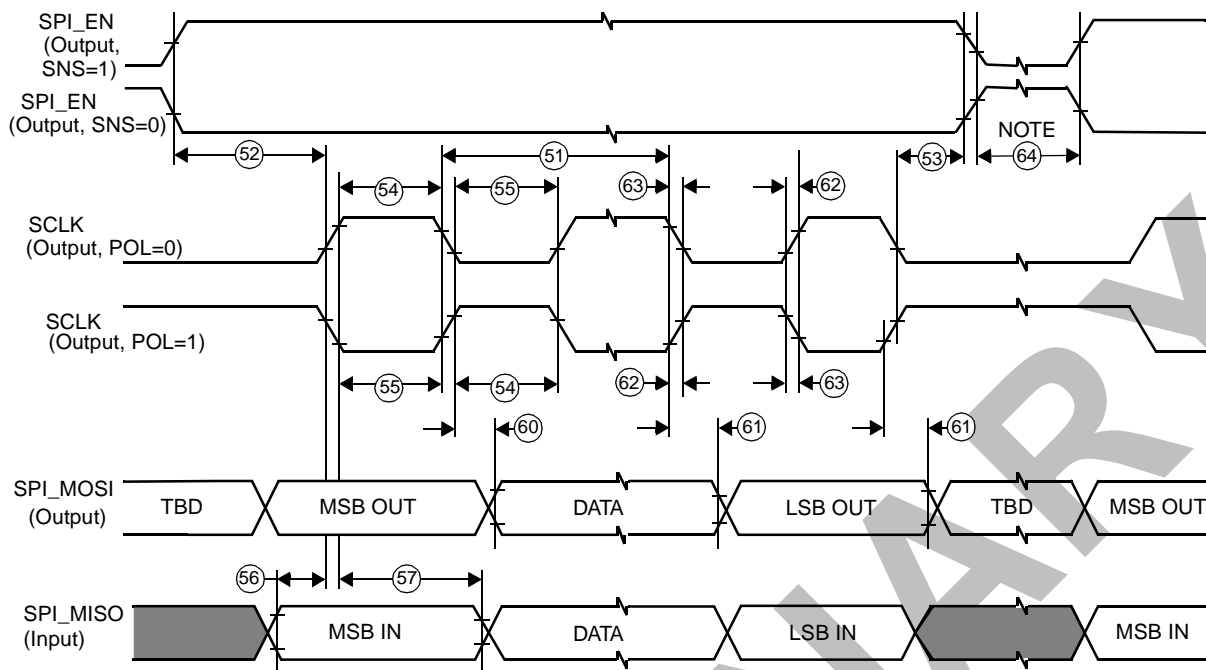 SPI_EN
(Output,
SNS=1)
SPI_EN
(Output, SNS=0)
NOTE
52
51
53
64
54
55
63
62
SCLK
(Output, POL=0)
SCLK
(Output, POL=1)
55
54
62
63
60
61
61
SPI_MOSI
(Output)
TBD
MSB OUT
DATA
LSB OUT
TBD
MSB OUT
56
57
SPI_MISO
(Input)
MSB IN
DATA
LSB IN
MSB IN